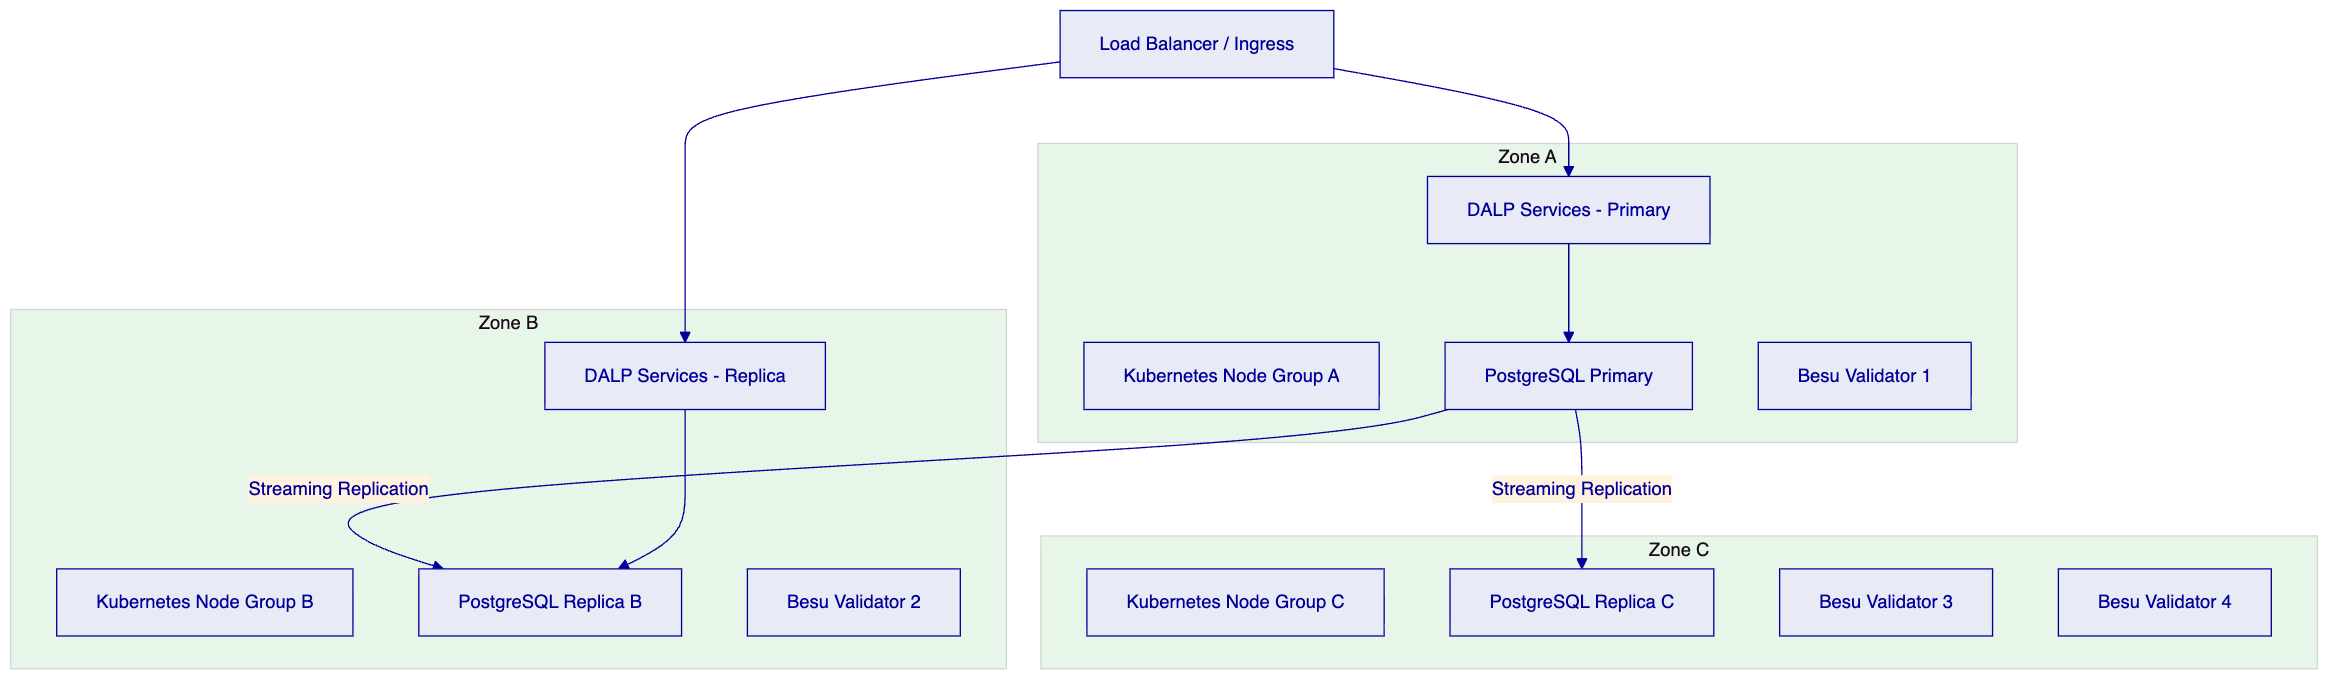 Load Balancer / Ingress
Zone A
DALP Services - Primary
Kubernetes Node Group A
PostgreSQL Primary
Besu Validator 1
Zone B
DALP Services - Replica
Streaming Replication
Streaming Replication
Kubernetes Node Group B
PostgreSQL Replica B
Besu Validator 2
Zone C
Kubernetes Node Group C
PostgreSQL Replica C
Besu Validator 3
Besu Validator 4